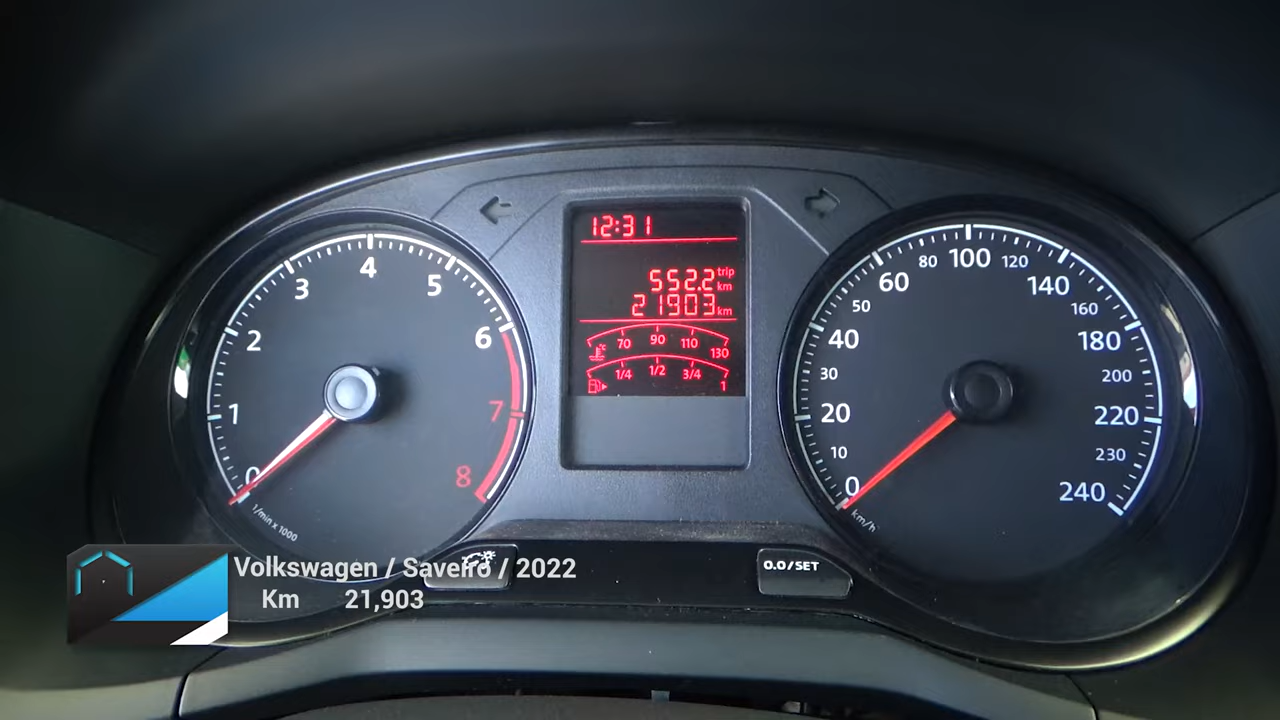 12:31
552.2 trip km
21903 km
70 90 110 130
°C
1/4 1/2 3/4 1
0 1 2 3 4 5 6 7 8
1/min x 1000
0 10 20 30 40 50 60 80 100 120 140 160 180 200 220 230 240
km/h
0.0/SET
Volkswagen / Saveiro / 2022
Km 21,903